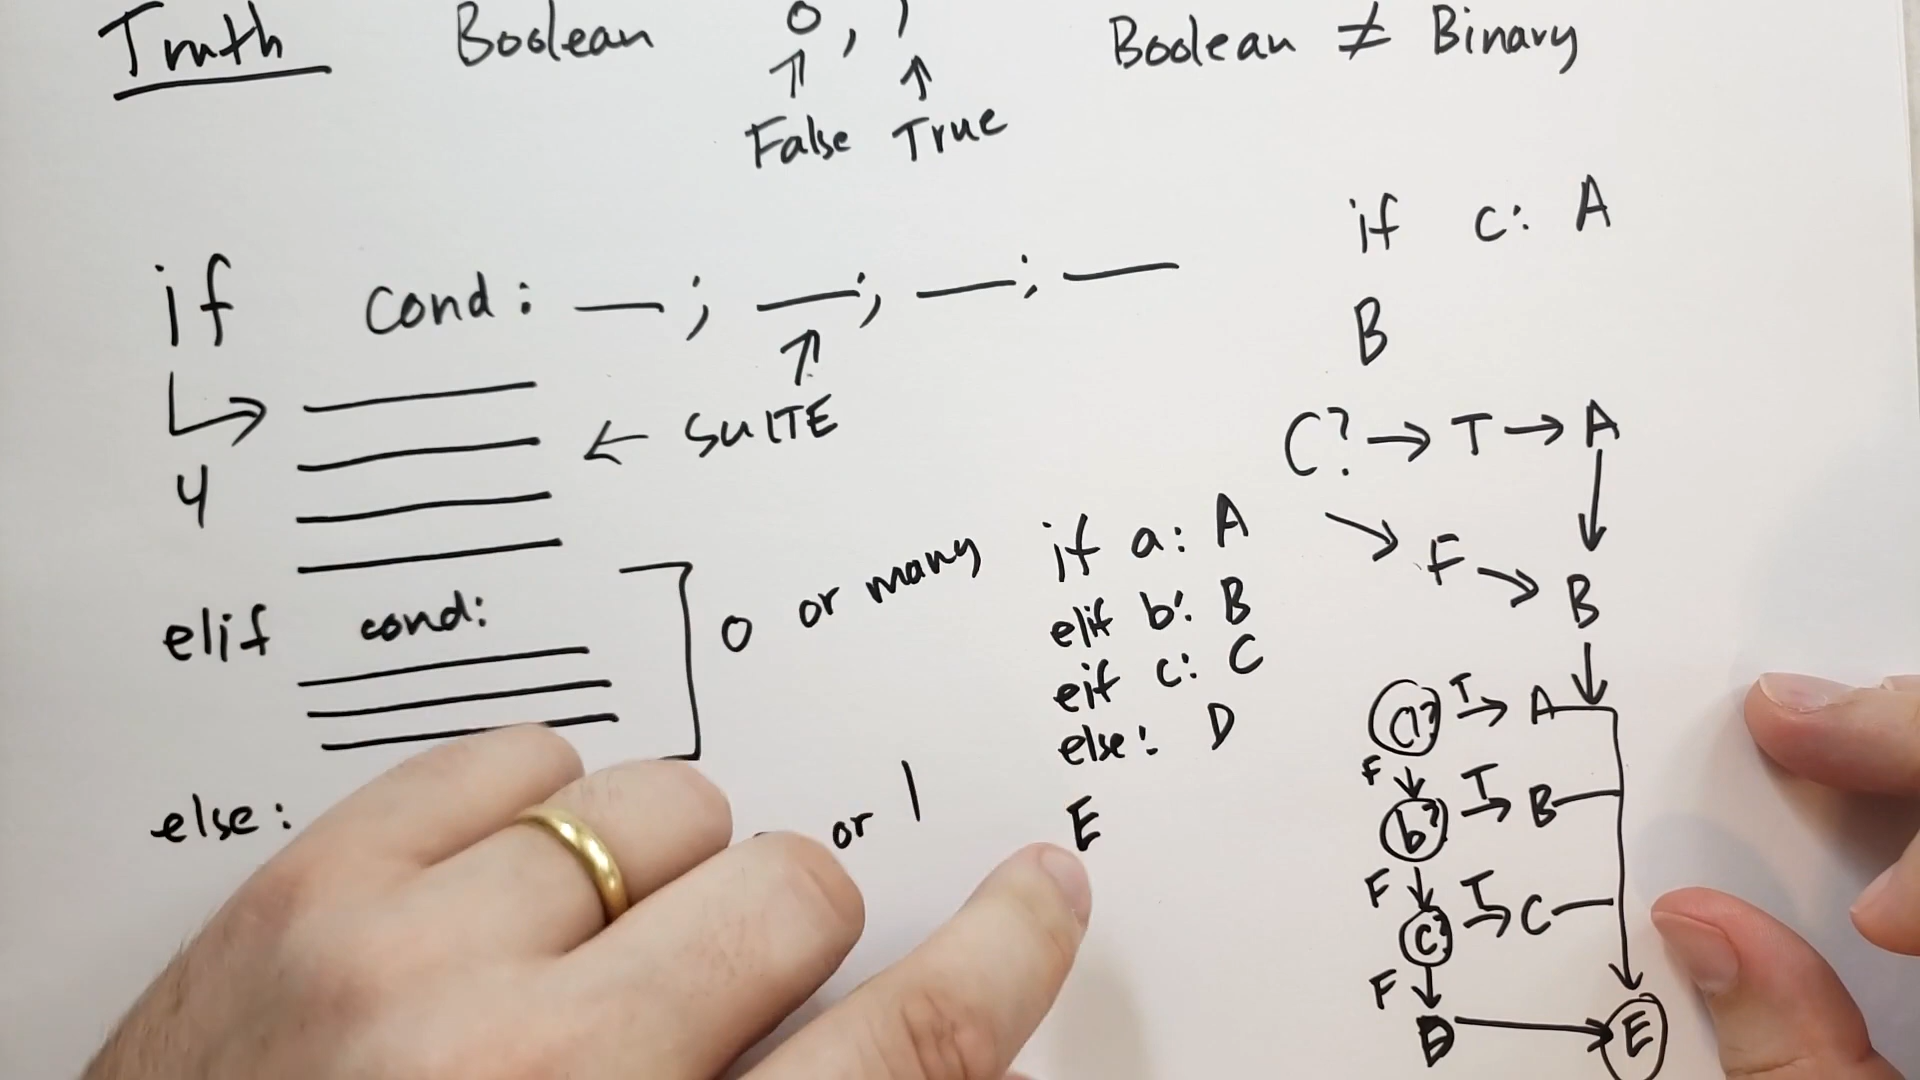 Truth Boolean 0, 1 Boolean ≠ Binary
↑ ↑
False True
if cond: — ; — ; — ; —
↑
← SUITE
4
elif cond:
0 or many
else:
or 1
if c: A
B
C? → T → A
↓
↘ F → B
↓
if a: A
elif b: B
eif c: C
else: D
E
a? T → A
F ↓
b? T → B
F ↓
c? T → C
F ↓
D → E